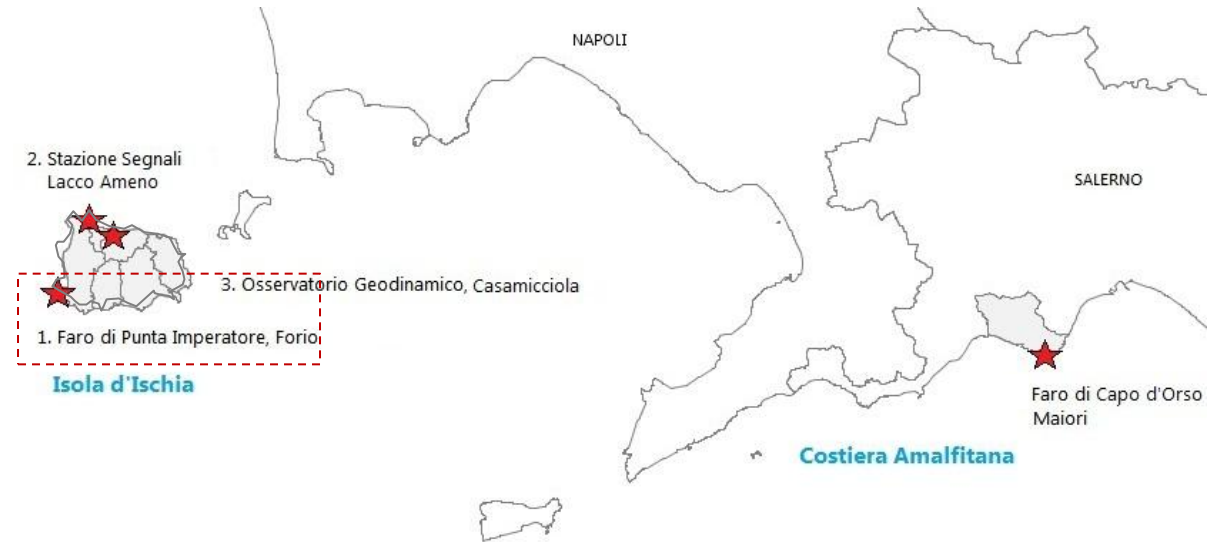 NAPOLI
2. Stazione Segnali
Lacco Ameno
SALERNO
3. Osservatorio Geodinamico, Casamicciola
1. Faro di Punta Imperatore, Forio
Isola d'Ischia
Faro di Capo d'Orso
Maiori
Costiera Amalfitana